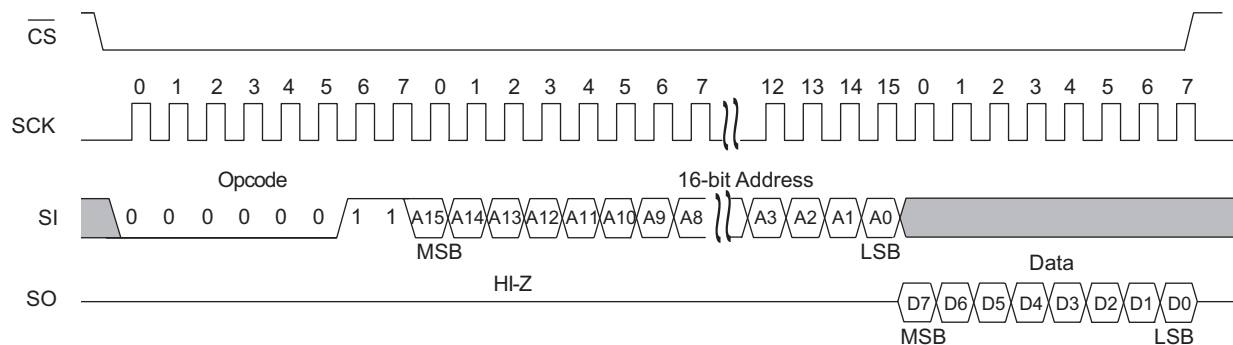 CS
0 1 2 3 4 5 6 7 0 1 2 3 4 5 6 7 12 13 14 15 0 1 2 3 4 5 6 7
SCK
Opcode 16-bit Address
SI 0 0 0 0 0 0 1 1 A15 A14 A13 A12 A11 A10 A9 A8 A3 A2 A1 A0
MSB LSB
HI-Z Data
SO D7 D6 D5 D4 D3 D2 D1 D0
MSB LSB